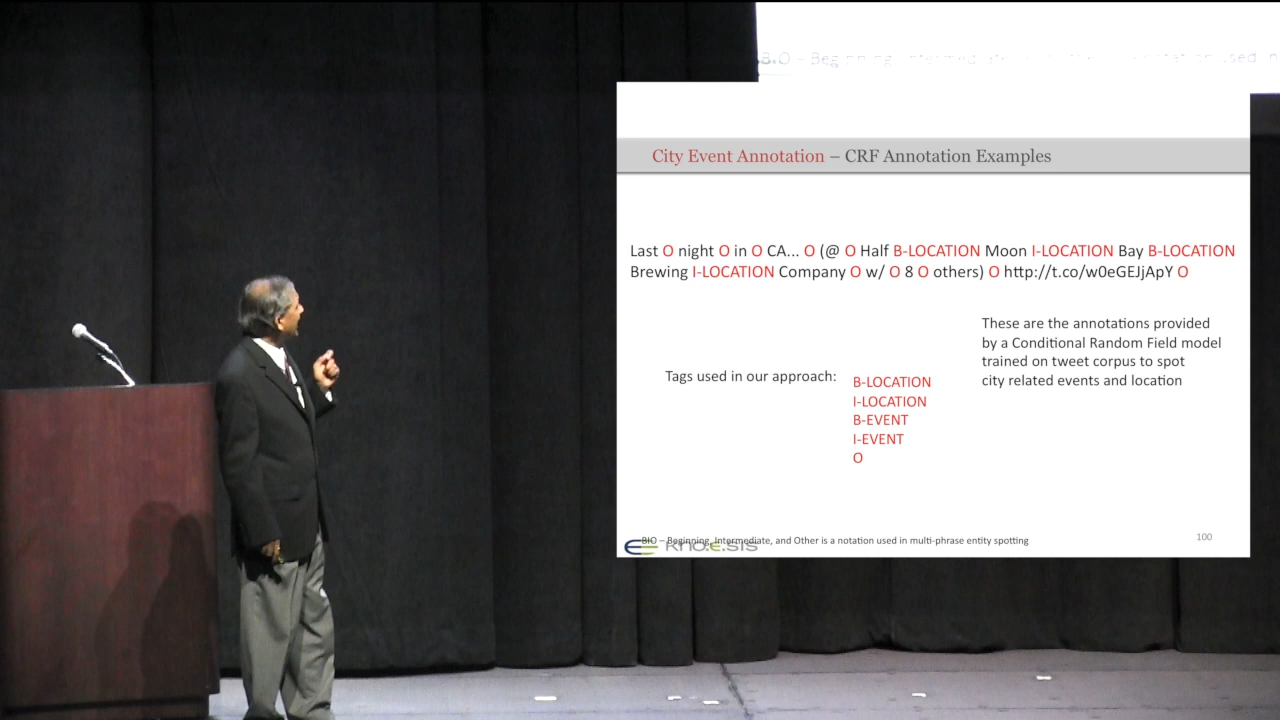 City Event Annotation – CRF Annotation Examples
Last O night O in O CA... O (@ O Half B-LOCATION Moon I-LOCATION Bay B-LOCATION
Brewing I-LOCATION Company O w/ O 8 O others) O http://t.co/w0eGEJjApY O
These are the annotations provided
by a Conditional Random Field model
trained on tweet corpus to spot
city related events and location
Tags used in our approach:
B-LOCATION
I-LOCATION
B-EVENT
I-EVENT
O
BIO – Beginning, Intermediate, and Other is a notation used in multi-phrase entity spotting
kno.e.sis
100